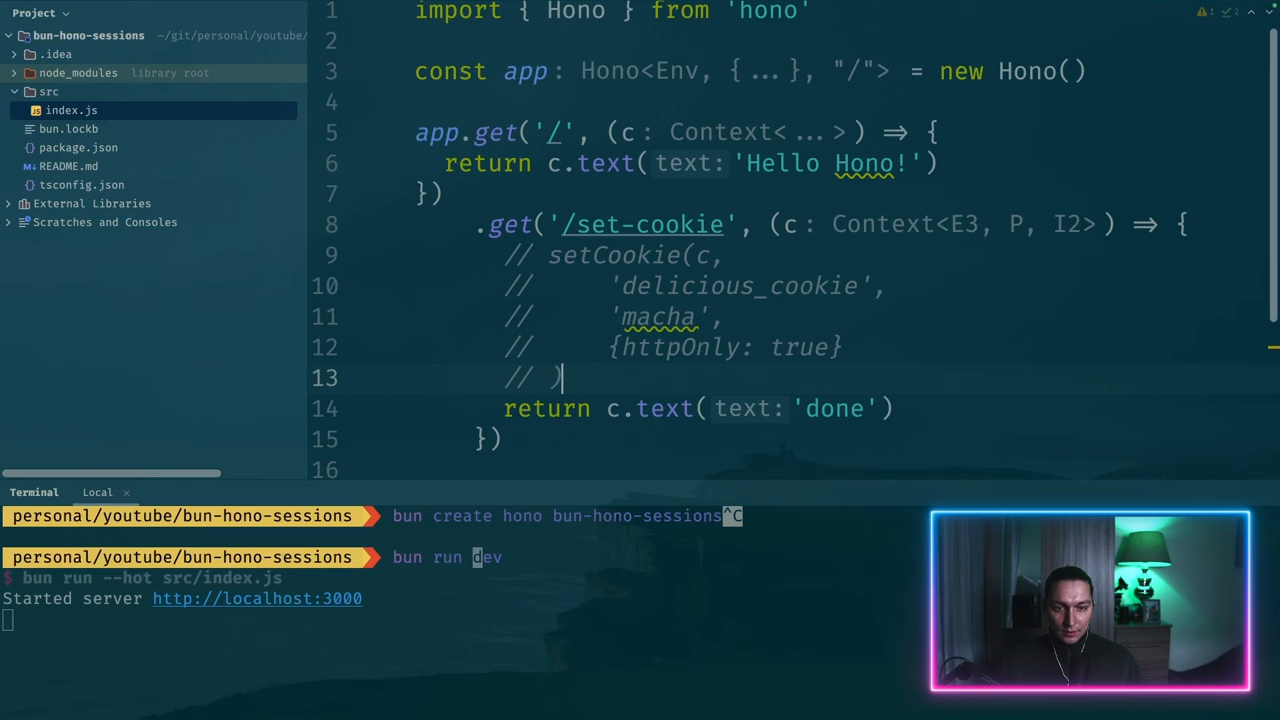 Project
bun-hono-sessions ~/git/personal/youtube/
.idea
node_modules library root
src
index.js
bun.lockb
package.json
README.md
tsconfig.json
External Libraries
Scratches and Consoles
1 import { Hono } from 'hono'
2
3 const app : Hono<Env, {...}, "/"> = new Hono()
4
5 app.get('/', (c : Context<...>) => {
6 return c.text( text: 'Hello Hono!')
7 })
8 .get('/set-cookie', (c : Context<E3, P, I2>) => {
9 // setCookie(c,
10 // 'delicious_cookie',
11 // 'macha',
12 // {httpOnly: true}
13 // )
14 return c.text( text: 'done')
15 })
16
1 2
Terminal Local ×
personal/youtube/bun-hono-sessions bun create hono bun-hono-sessions^C
personal/youtube/bun-hono-sessions bun run dev
$ bun run --hot src/index.js
Started server http://localhost:3000